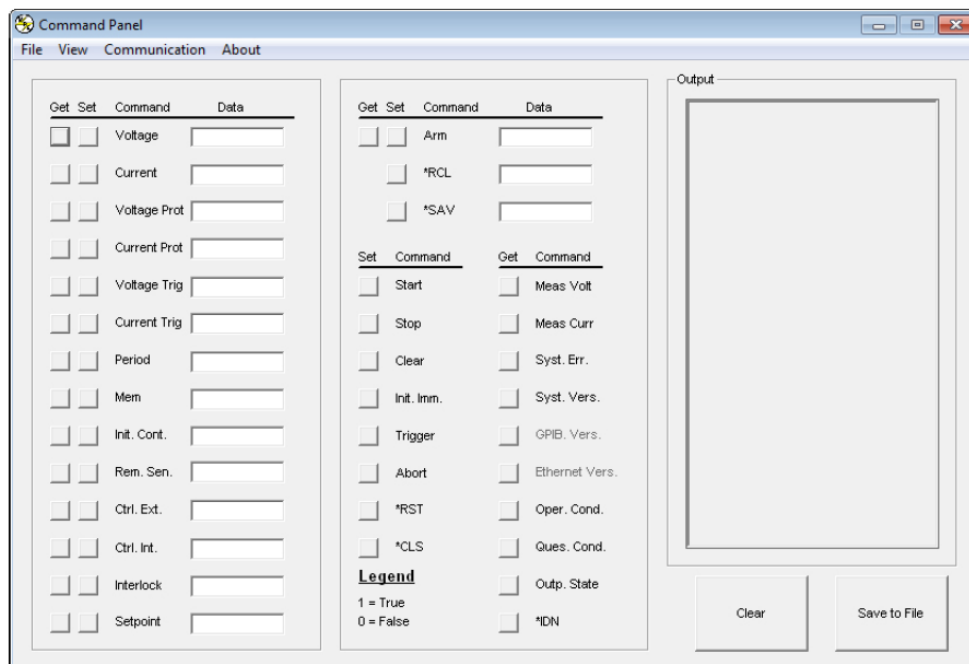 Command Panel
File View Communication About
Get Set Command Data
Voltage
Current
Voltage Prot
Current Prot
Voltage Trig
Current Trig
Period
Mem
Init. Cont.
Rem. Sen.
Ctrl. Ext.
Ctrl. Int.
Interlock
Setpoint
Get Set Command Data
Arm
*RCL
*SAV
Set Command
Start
Stop
Clear
Init. Imm.
Trigger
Abort
*RST
*CLS
Legend
1 = True
0 = False
Get Command
Meas Volt
Meas Curr
Syst. Err.
Syst. Vers.
GPIB. Vers.
Ethernet Vers.
Oper. Cond.
Ques. Cond.
Outp. State
*IDN
Output
Clear
Save to File